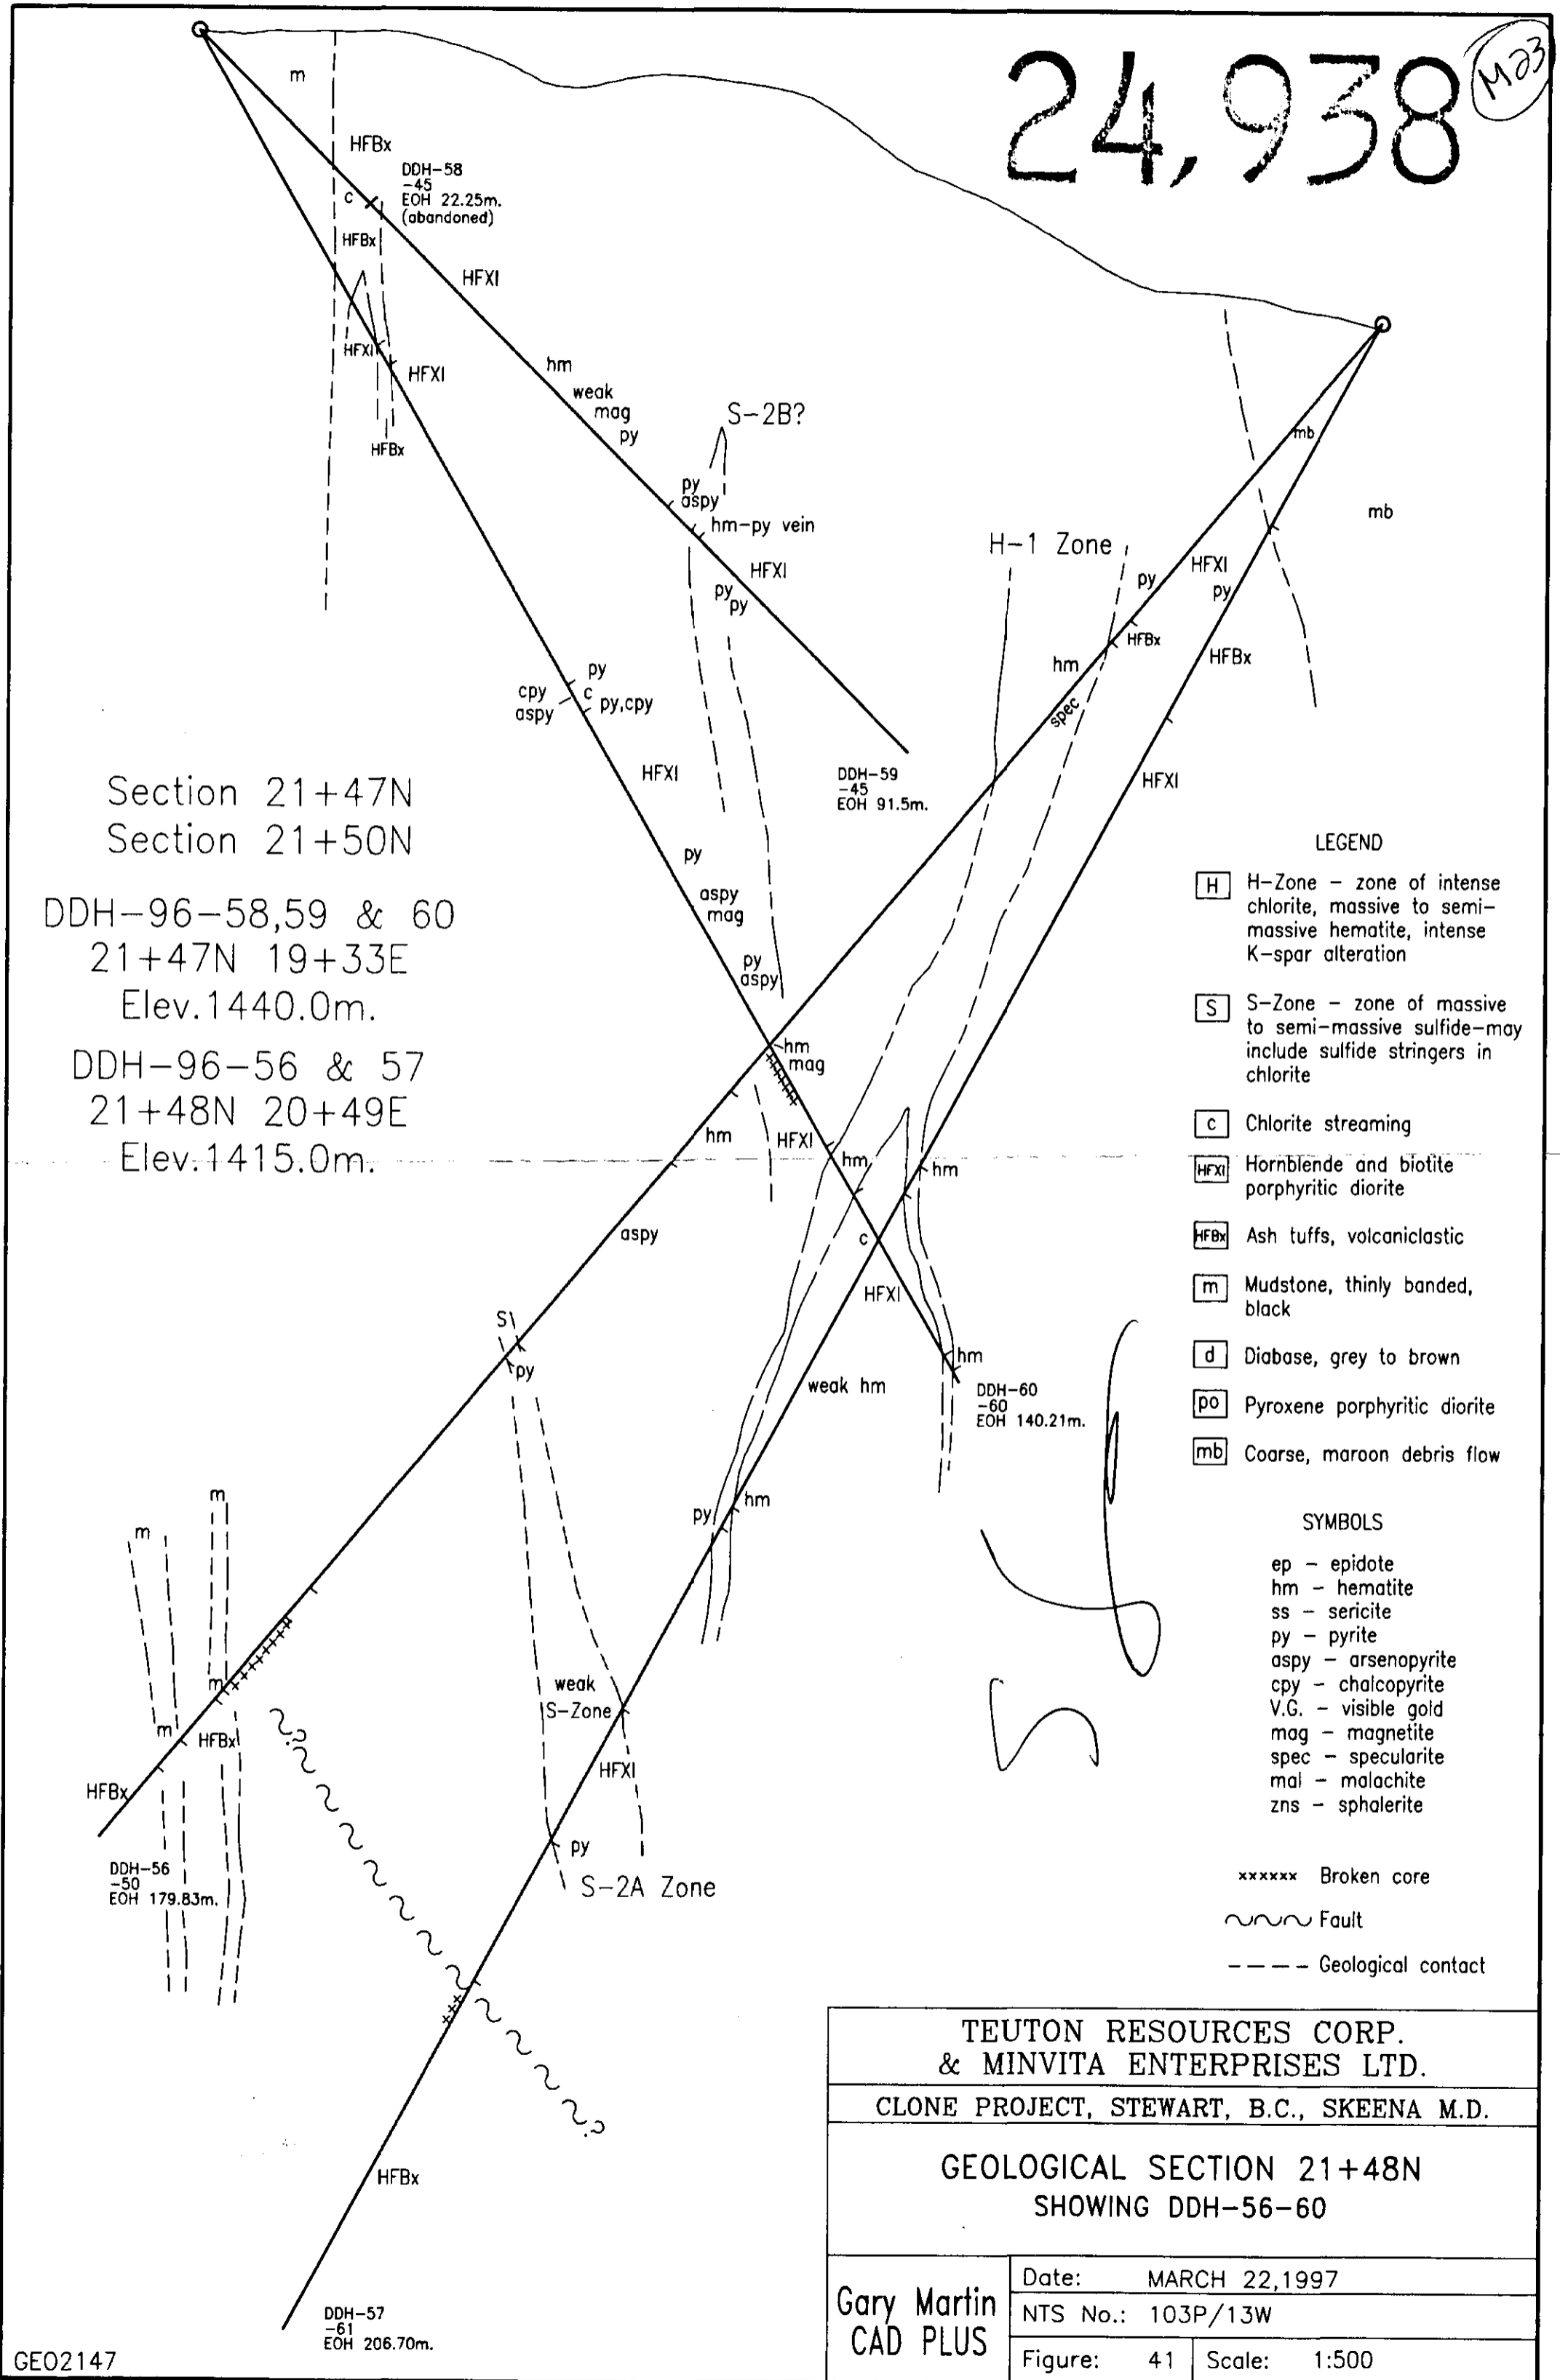 24,938
M23
m
HFBx
DDH-58
-45
EOH 22.25m.
(abandoned)
c
HFBx
HFXI
HFXI
HFXI
HFBx
hm
weak
mag
py
S-2B?
py
aspy
hm-py vein
HFXI
py
py
mb
mb
H-1 Zone
py
HFXI
py
HFBx
HFBx
hm
spec
HFXI
py
cpy
c
aspy
py,cpy
HFXI
DDH-59
-45
EOH 91.5m.
Section 21+47N
Section 21+50N
DDH-96-58,59 & 60
21+47N 19+33E
Elev.1440.0m.
DDH-96-56 & 57
21+48N 20+49E
Elev.1415.0m.
py
aspy
mag
py
aspy
hm
mag
hm
HFXI
hm
hm
aspy
c
HFXI
S
py
hm
weak hm
DDH-60
-60
EOH 140.21m.
py
hm
m
m
m
m
HFBx
HFBx
weak
S-Zone
HFXI
py
S-2A Zone
DDH-56
-50
EOH 179.83m.
?
?
HFBx
DDH-57
-61
EOH 206.70m.
GEO2147
LEGEND
H H-Zone - zone of intense
chlorite, massive to semi-
massive hematite, intense
K-spar alteration
S S-Zone - zone of massive
to semi-massive sulfide-may
include sulfide stringers in
chlorite
c Chlorite streaming
HFXI Hornblende and biotite
porphyritic diorite
HFBx Ash tuffs, volcaniclastic
m Mudstone, thinly banded,
black
d Diabase, grey to brown
po Pyroxene porphyritic diorite
mb Coarse, maroon debris flow
SYMBOLS
ep - epidote
hm - hematite
ss - sericite
py - pyrite
aspy - arsenopyrite
cpy - chalcopyrite
V.G. - visible gold
mag - magnetite
spec - specularite
mal - malachite
zns - sphalerite
xxxxxx Broken core
Fault
Geological contact
TEUTON RESOURCES CORP.
& MINVITA ENTERPRISES LTD.
CLONE PROJECT, STEWART, B.C., SKEENA M.D.
GEOLOGICAL SECTION 21+48N
SHOWING DDH-56-60
Gary Martin
CAD PLUS
Date: MARCH 22,1997
NTS No.: 103P/13W
Figure: 41 Scale: 1:500